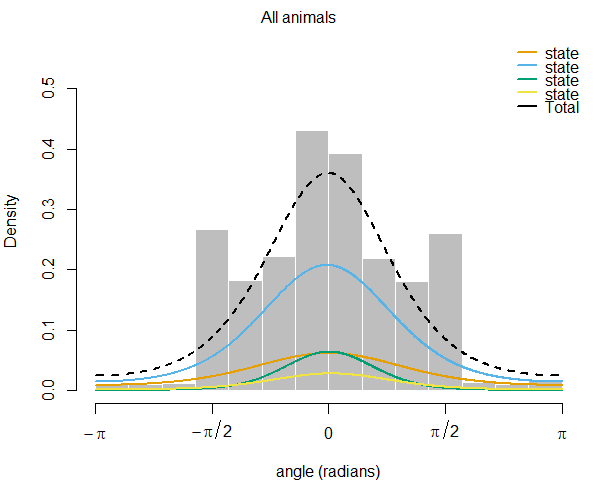 All animals
state
state
state
state
Total
Density
0.5
0.4
0.3
0.2
0.1
0.0
−π
−π/2
0
π/2
π
angle (radians)